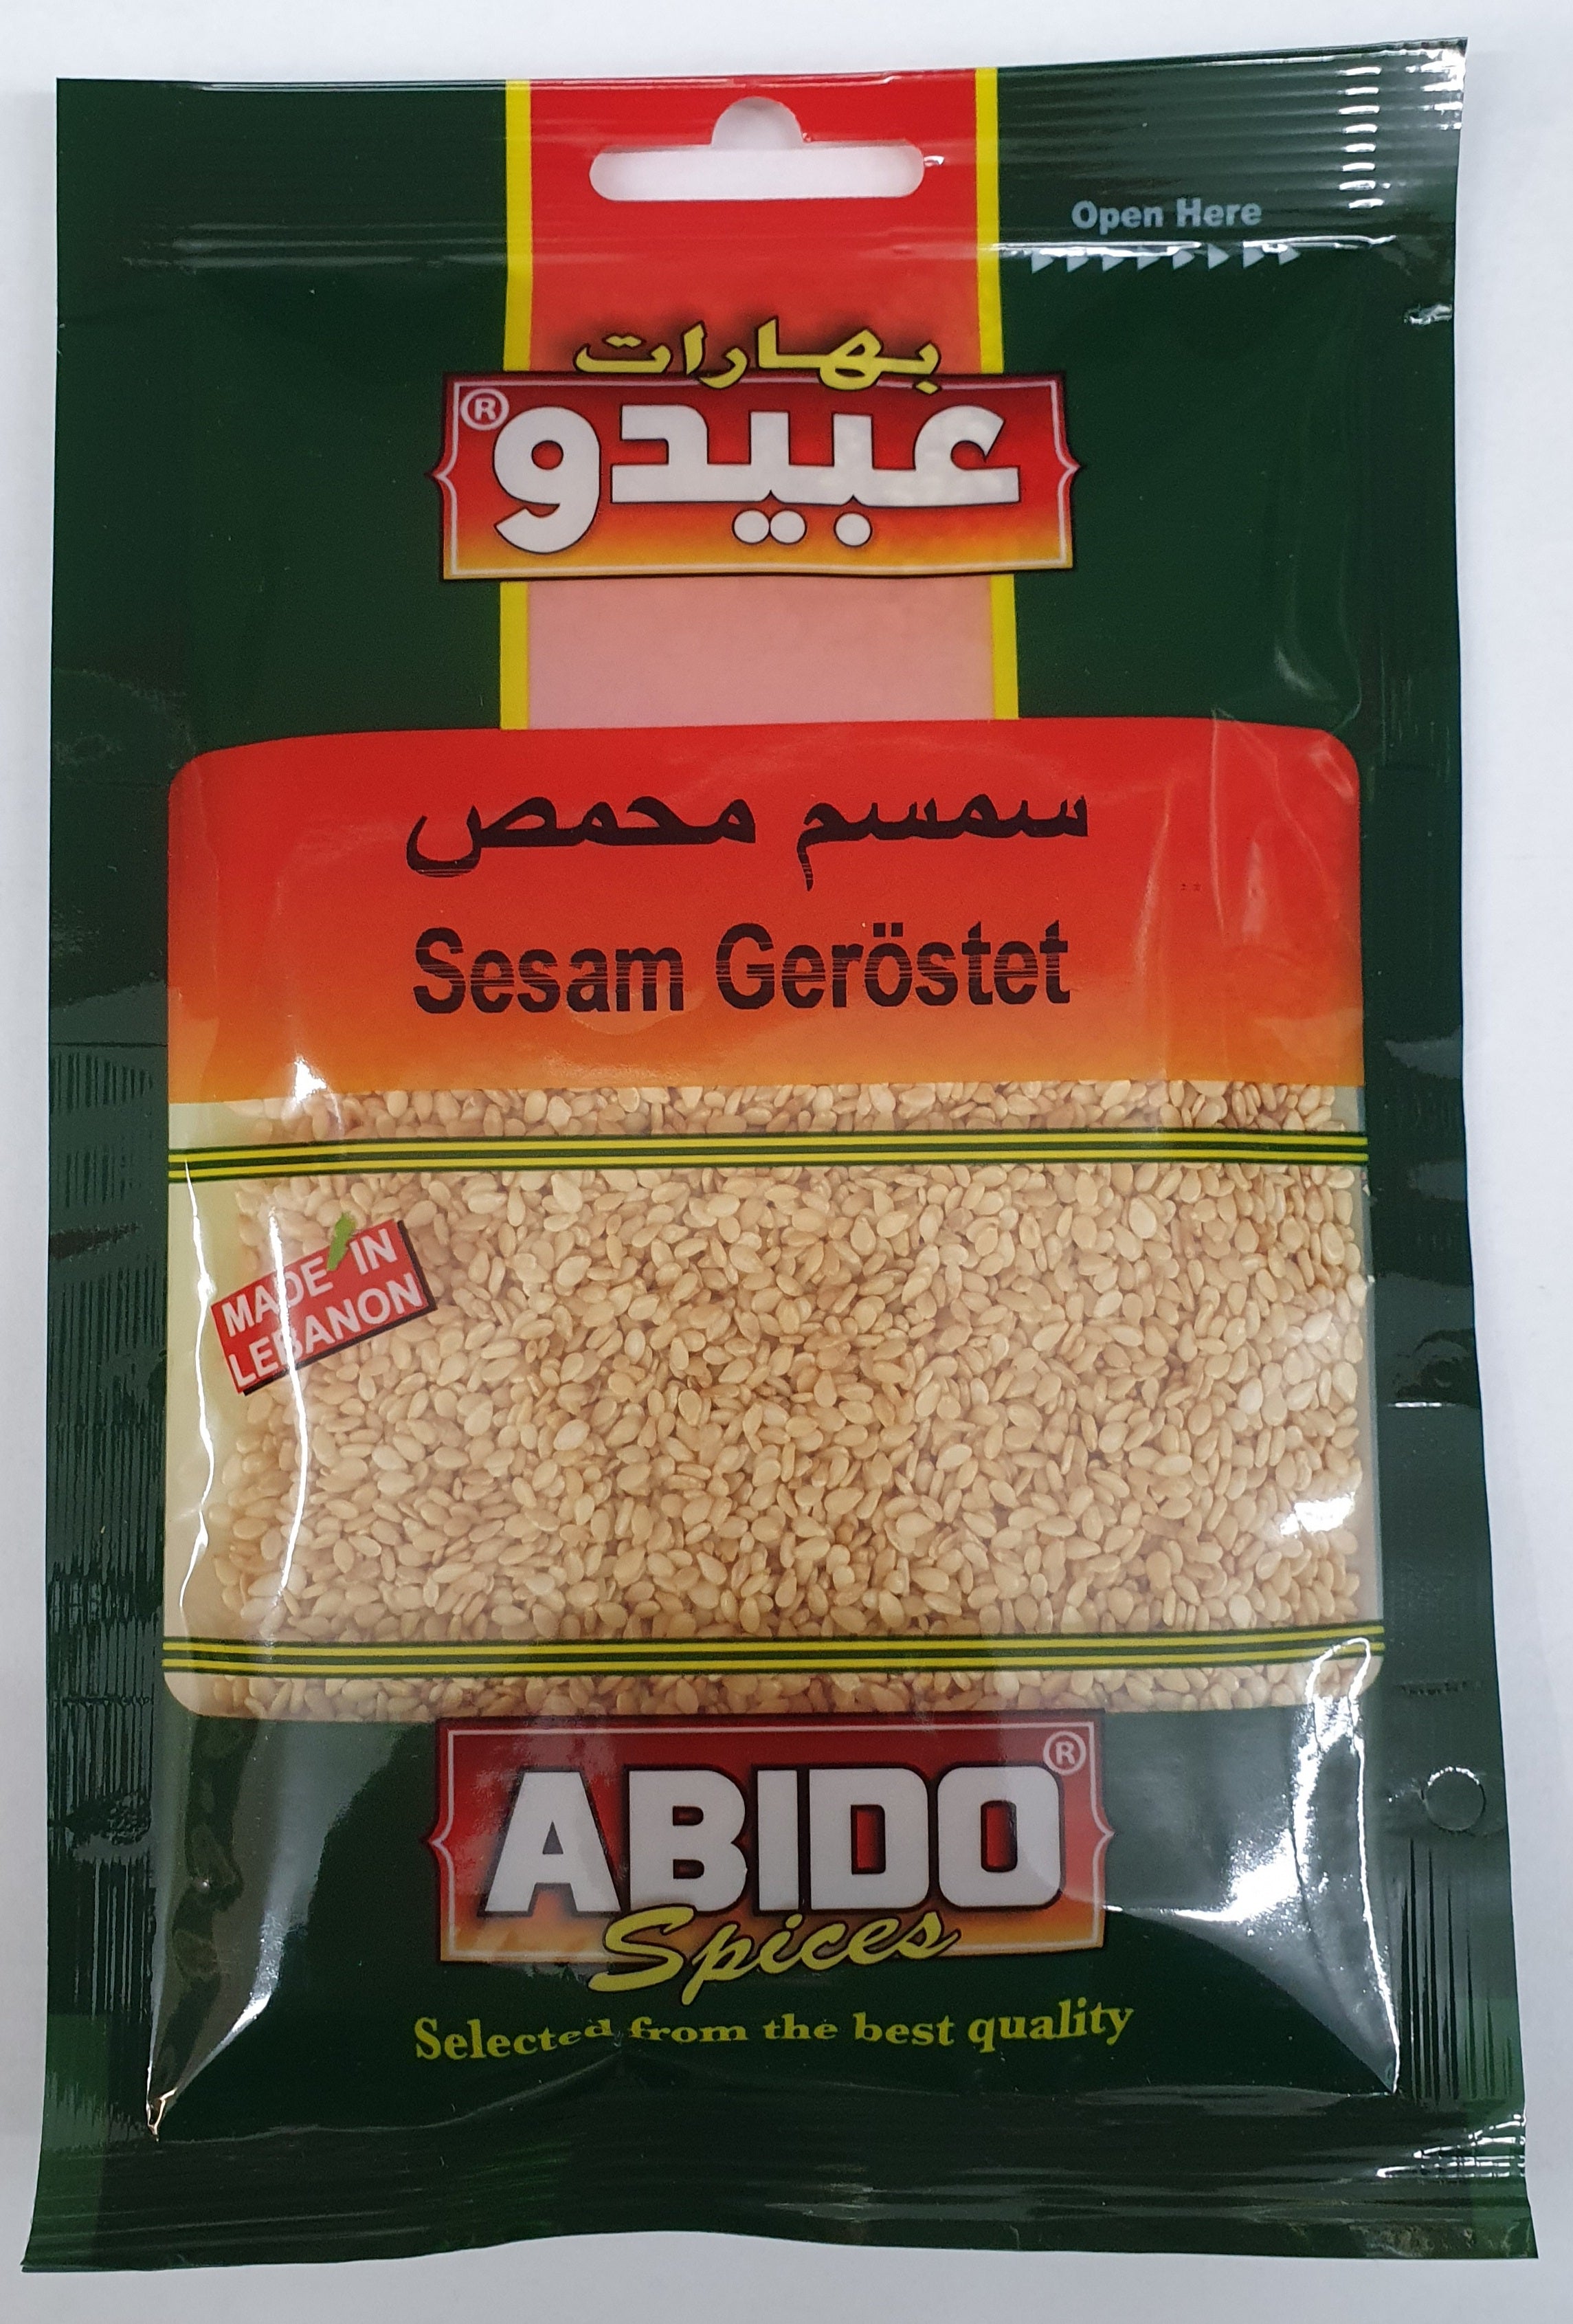 Open Here
بهارات
عبيدو®
سمسم محمص
Sesam Geröstet
MADE IN
LEBANON
ABIDO®
Spices
Selected from the best quality